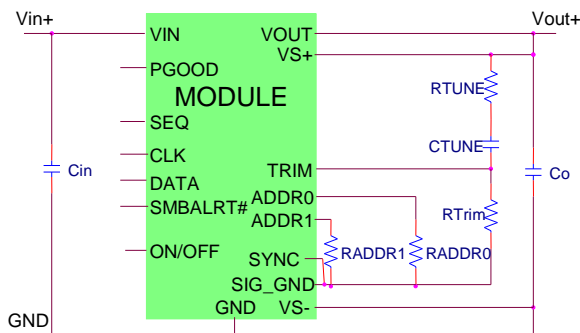 Vin+
Vout+
VIN
VOUT
VS+
PGOOD
RTUNE
MODULE
SEQ
CTUNE
CLK
TRIM
Cin
Co
DATA
ADDR0
SMBALRT#
RTrim
ADDR1
ON/OFF
RADDR1
RADDR0
SYNC
SIG_GND
GND
GND
VS-